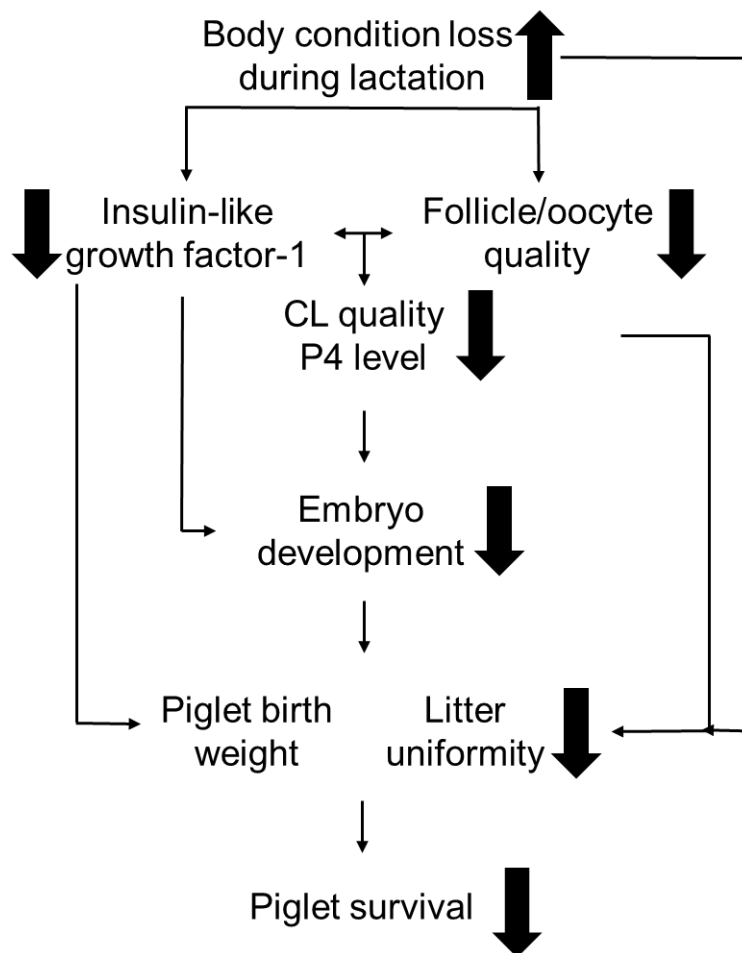 Body condition loss
during lactation
Insulin-like
growth factor-1
Follicle/oocyte
quality
CL quality
P4 level
Embryo
development
Piglet birth
weight
Litter
uniformity
Piglet survival